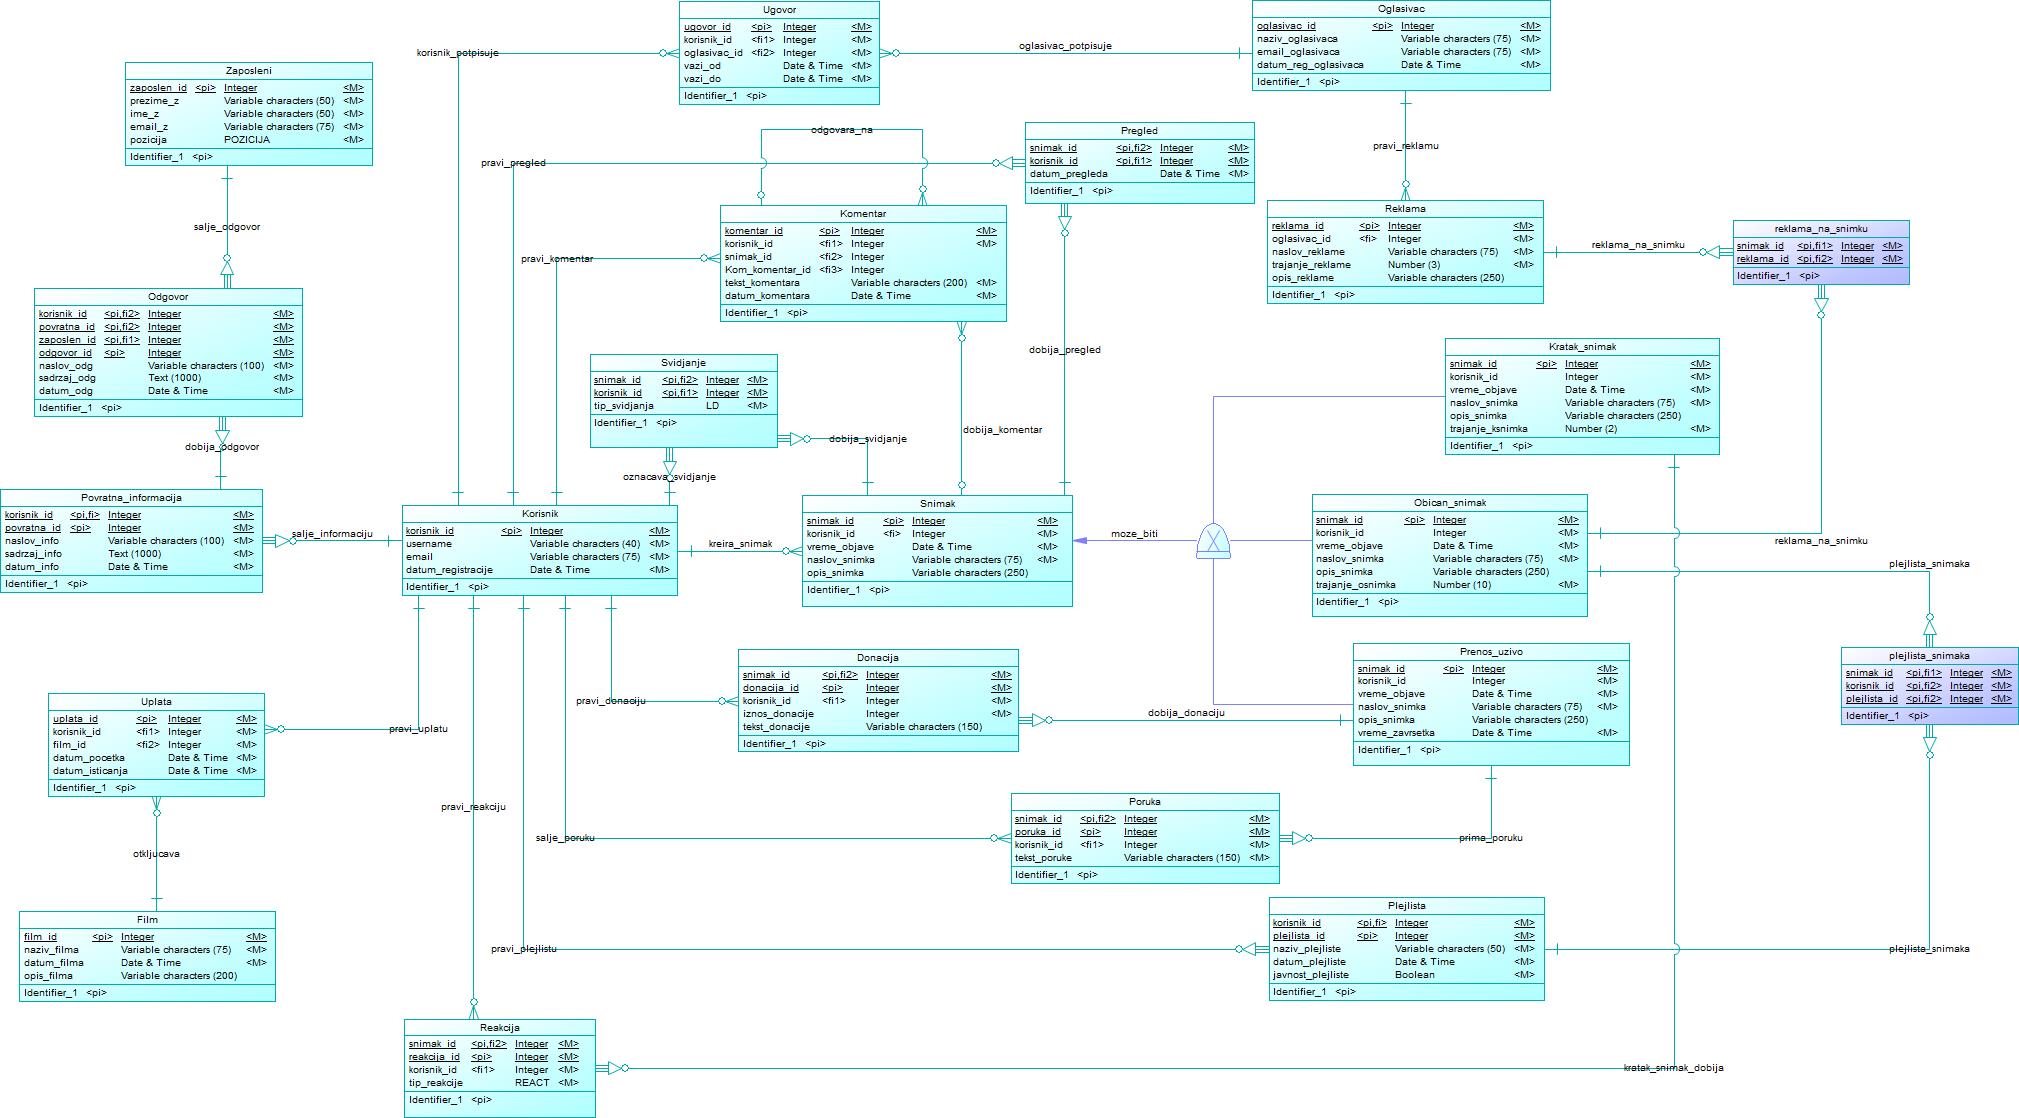 Ugovor
ugovor_id <pi> Integer <M>
korisnik_id <fi1> Integer <M>
oglasivac_id <fi2> Integer <M>
vazi_od Date & Time <M>
vazi_do Date & Time <M>
Identifier_1 <pi>
Oglasivac
oglasivac_id <pi> Integer <M>
naziv_oglasivaca Variable characters (75) <M>
email_oglasivaca Variable characters (75) <M>
datum_reg_oglasivaca Date & Time <M>
Identifier_1 <pi>
korisnik_potpisuje
oglasivac_potpisuje
Zaposleni
zaposlen_id <pi> Integer <M>
prezime_z Variable characters (50) <M>
ime_z Variable characters (50) <M>
email_z Variable characters (75) <M>
pozicija POZICIJA <M>
Identifier_1 <pi>
odgovara_na
pravi_pregled
Pregled
snimak_id <pi,fi2> Integer <M>
korisnik_id <pi,fi1> Integer <M>
datum_pregleda Date & Time <M>
Identifier_1 <pi>
pravi_reklamu
salje_odgovor
Komentar
komentar_id <pi> Integer <M>
korisnik_id <fi1> Integer <M>
snimak_id <fi2> Integer
Kom_komentar_id <fi3> Integer
tekst_komentara Variable characters (200) <M>
datum_komentara Date & Time <M>
Identifier_1 <pi>
pravi_komentar
Reklama
reklama_id <pi> Integer <M>
oglasivac_id <fi> Integer <M>
naslov_reklame Variable characters (75) <M>
trajanje_reklame Number (3) <M>
opis_reklame Variable characters (250)
Identifier_1 <pi>
reklama_na_snimku
reklama_na_snimku
snimak_id <pi,fi1> Integer <M>
reklama_id <pi,fi2> Integer <M>
Identifier_1 <pi>
Odgovor
korisnik_id <pi,fi2> Integer <M>
povratna_id <pi,fi2> Integer <M>
zaposlen_id <pi,fi1> Integer <M>
odgovor_id <pi> Integer <M>
naslov_odg Variable characters (100) <M>
sadrzaj_odg Text (1000) <M>
datum_odg Date & Time <M>
Identifier_1 <pi>
dobija_odgovor
dobija_pregled
Svidjanje
snimak_id <pi,fi2> Integer <M>
korisnik_id <pi,fi1> Integer <M>
tip_svidjanja LD <M>
Identifier_1 <pi>
dobija_svidjanje
dobija_komentar
oznacava_svidjanje
Kratak_snimak
snimak_id <pi> Integer <M>
korisnik_id Integer <M>
vreme_objave Date & Time <M>
naslov_snimka Variable characters (75) <M>
opis_snimka Variable characters (250)
trajanje_ksnimka Number (2) <M>
Identifier_1 <pi>
Povratna_informacija
korisnik_id <pi,fi> Integer <M>
povratna_id <pi> Integer <M>
naslov_info Variable characters (100) <M>
sadrzaj_info Text (1000) <M>
datum_info Date & Time <M>
Identifier_1 <pi>
salje_informaciju
Korisnik
korisnik_id <pi> Integer <M>
username Variable characters (40) <M>
email Variable characters (75) <M>
datum_registracije Date & Time <M>
Identifier_1 <pi>
kreira_snimak
Snimak
snimak_id <pi> Integer <M>
korisnik_id <fi> Integer <M>
vreme_objave Date & Time <M>
naslov_snimka Variable characters (75) <M>
opis_snimka Variable characters (250)
Identifier_1 <pi>
moze_biti
Obican_snimak
snimak_id <pi> Integer <M>
korisnik_id Integer <M>
vreme_objave Date & Time <M>
naslov_snimka Variable characters (75) <M>
opis_snimka Variable characters (250)
trajanje_osnimka Number (10) <M>
Identifier_1 <pi>
reklama_na_snimku
plejlista_snimaka
plejlista_snimaka
snimak_id <pi,fi1> Integer <M>
korisnik_id <pi,fi2> Integer <M>
plejlista_id <pi,fi2> Integer <M>
Identifier_1 <pi>
Donacija
snimak_id <pi,fi2> Integer <M>
donacija_id <pi> Integer <M>
korisnik_id <fi1> Integer <M>
iznos_donacije Integer <M>
tekst_donacije Variable characters (150)
Identifier_1 <pi>
pravi_donaciju
dobija_donaciju
Prenos_uzivo
snimak_id <pi> Integer <M>
korisnik_id Integer <M>
vreme_objave Date & Time <M>
naslov_snimka Variable characters (75) <M>
opis_snimka Variable characters (250)
vreme_zavrsetka Date & Time <M>
Identifier_1 <pi>
Uplata
uplata_id <pi> Integer <M>
korisnik_id <fi1> Integer <M>
film_id <fi2> Integer <M>
datum_pocetka Date & Time <M>
datum_isticanja Date & Time <M>
Identifier_1 <pi>
pravi_uplatu
pravi_reakciju
salje_poruku
Poruka
snimak_id <pi,fi2> Integer <M>
poruka_id <pi> Integer <M>
korisnik_id <fi1> Integer <M>
tekst_poruke Variable characters (150) <M>
Identifier_1 <pi>
prima_poruku
otkljucava
Film
film_id <pi> Integer <M>
naziv_filma Variable characters (75) <M>
datum_filma Date & Time <M>
opis_filma Variable characters (200)
Identifier_1 <pi>
pravi_plejlistu
Plejlista
korisnik_id <pi,fi> Integer <M>
plejlista_id <pi> Integer <M>
naziv_plejliste Variable characters (50) <M>
datum_plejliste Date & Time <M>
javnost_plejliste Boolean <M>
Identifier_1 <pi>
plejlista_snimaka
Reakcija
snimak_id <pi,fi2> Integer <M>
reakcija_id <pi> Integer <M>
korisnik_id <fi1> Integer <M>
tip_reakcije REACT <M>
Identifier_1 <pi>
kratak_snimak_dobija